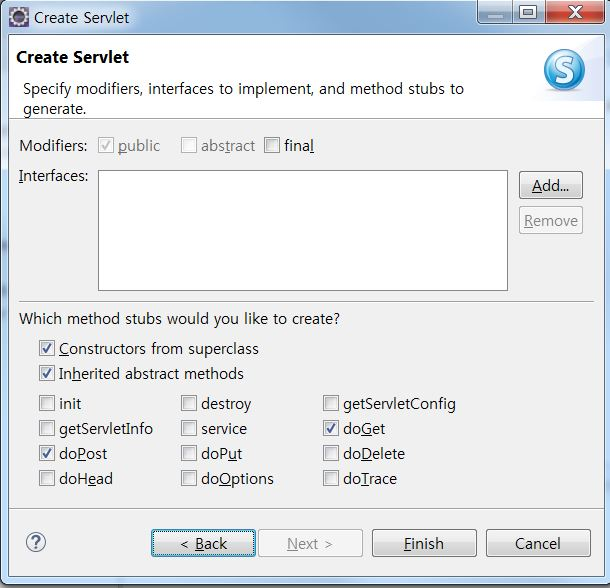 Create Servlet
Create Servlet
Specify modifiers, interfaces to implement, and method stubs to
generate.
Modifiers: public abstract final
Interfaces:
Add...
Remove
Which method stubs would you like to create?
Constructors from superclass
Inherited abstract methods
init destroy getServletConfig
getServletInfo service doGet
doPost doPut doDelete
doHead doOptions doTrace
? < Back Next > Finish Cancel